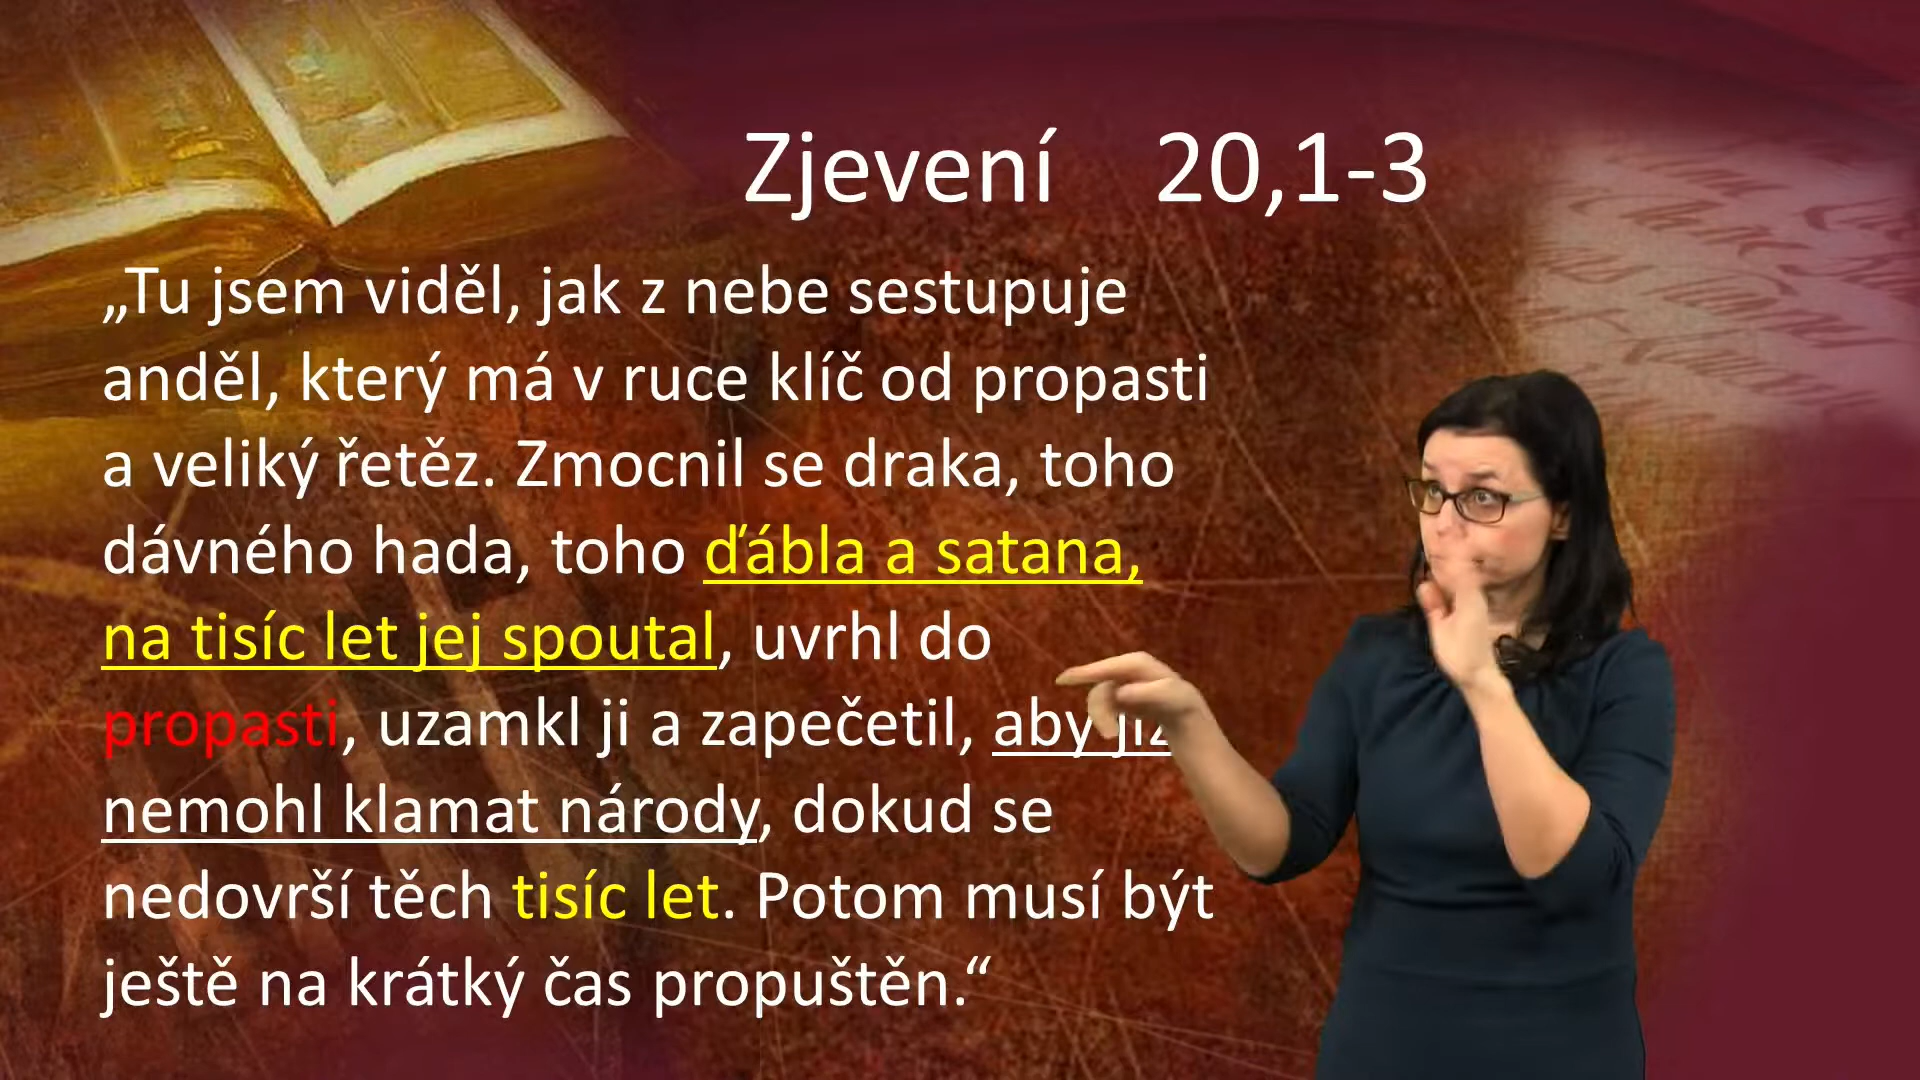 Zjevení 20,1-3
„Tu jsem viděl, jak z nebe sestupuje
anděl, který má v ruce klíč od propasti
a veliký řetěz. Zmocnil se draka, toho
dávného hada, toho ďábla a satana,
na tisíc let jej spoutal, uvrhl do
propasti, uzamkl ji a zapečetil, aby již
nemohl klamat národy, dokud se
nedovrší těch tisíc let. Potom musí být
ještě na krátký čas propuštěn.“